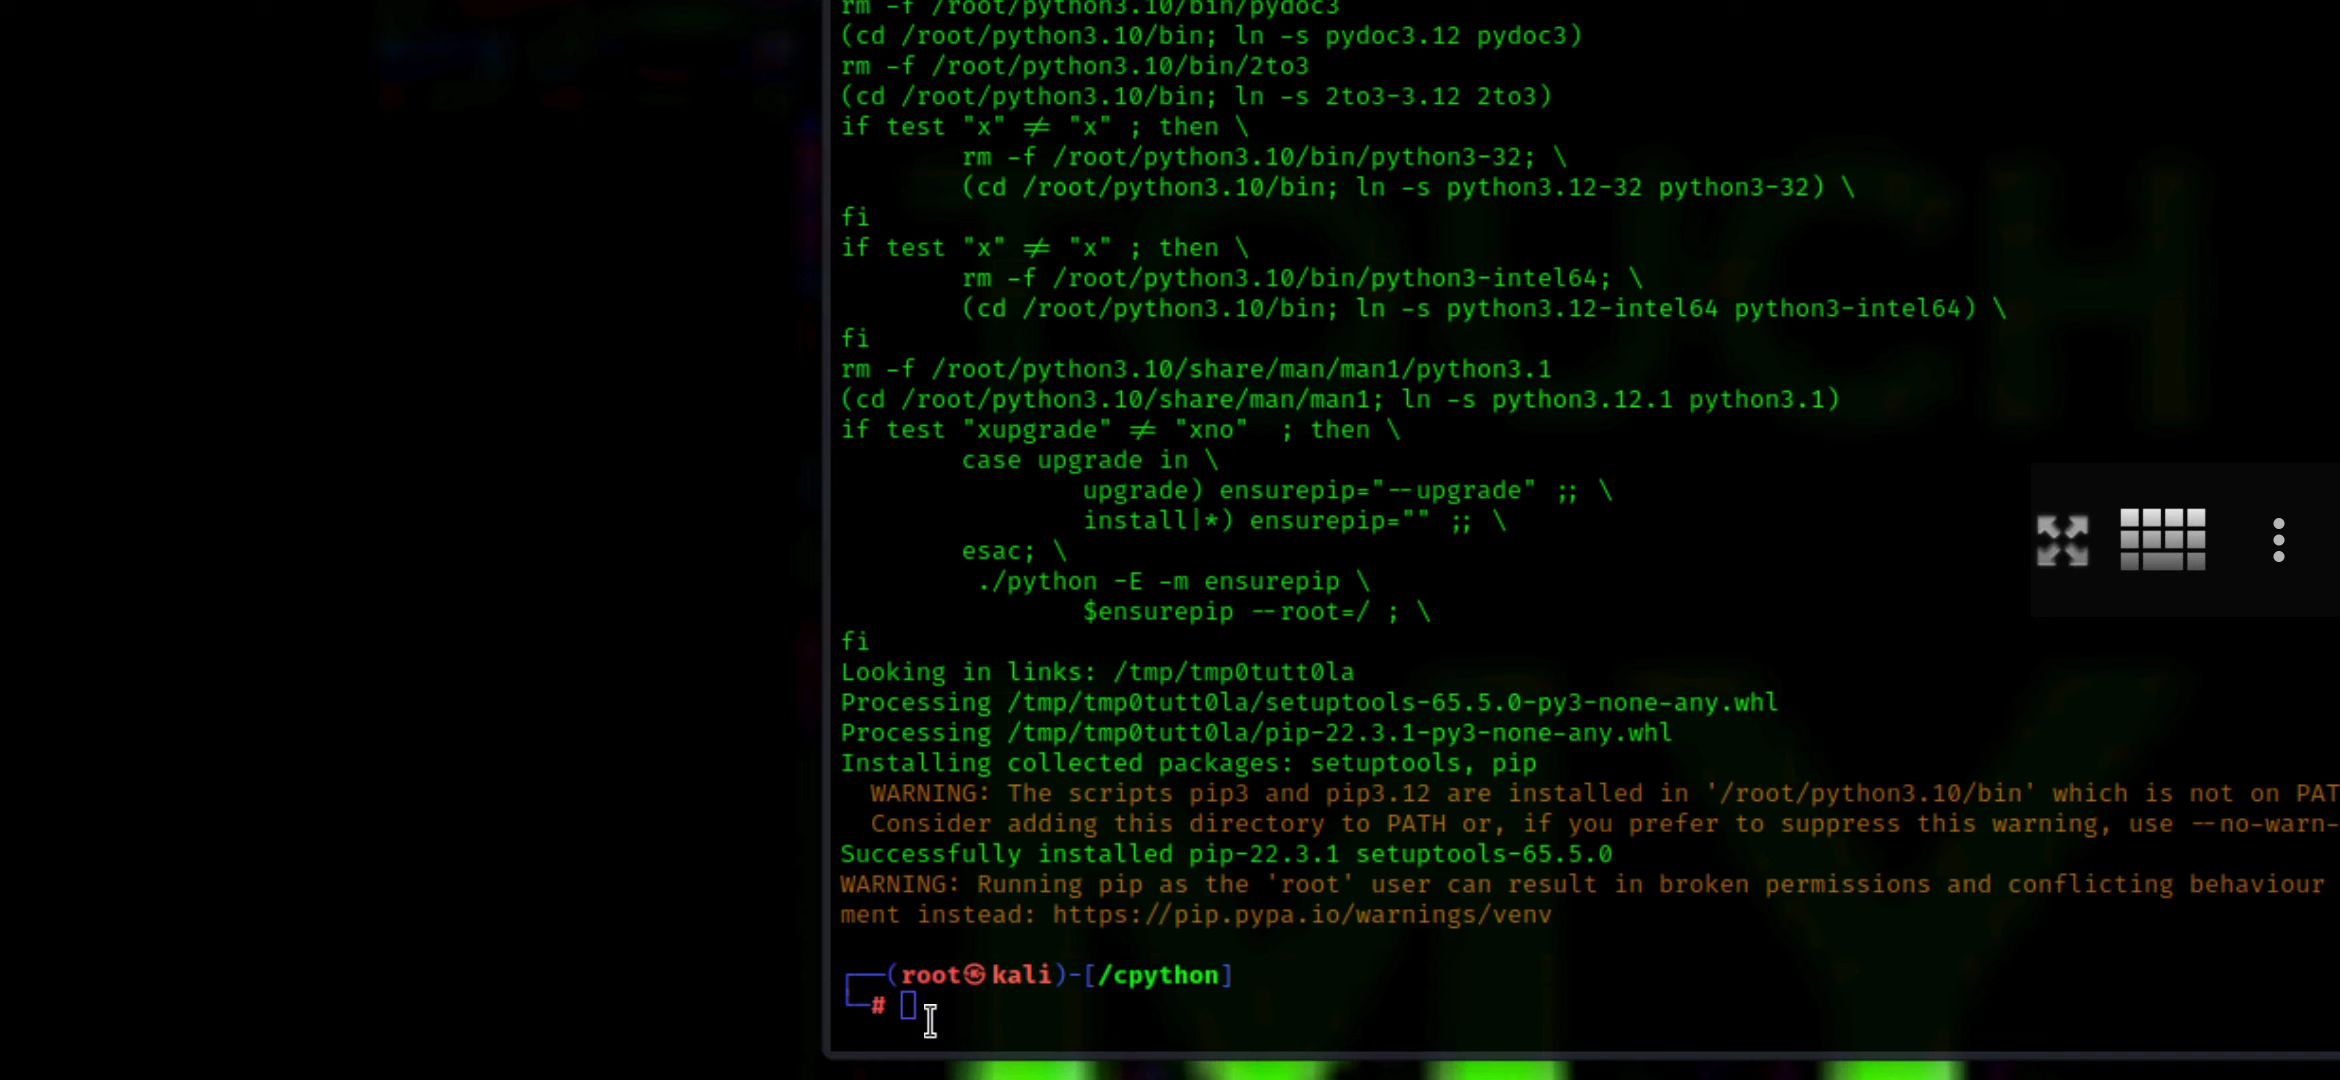 rm -f /root/python3.10/bin/pydoc3
(cd /root/python3.10/bin; ln -s pydoc3.12 pydoc3)
rm -f /root/python3.10/bin/2to3
(cd /root/python3.10/bin; ln -s 2to3-3.12 2to3)
if test "x" ≠ "x" ; then \
rm -f /root/python3.10/bin/python3-32; \
(cd /root/python3.10/bin; ln -s python3.12-32 python3-32) \
fi
if test "x" ≠ "x" ; then \
rm -f /root/python3.10/bin/python3-intel64; \
(cd /root/python3.10/bin; ln -s python3.12-intel64 python3-intel64) \
fi
rm -f /root/python3.10/share/man/man1/python3.1
(cd /root/python3.10/share/man/man1; ln -s python3.12.1 python3.1)
if test "xupgrade" ≠ "xno"  ; then \
case upgrade in \
upgrade) ensurepip="--upgrade" ;; \
install|*) ensurepip="" ;; \
esac; \
./python -E -m ensurepip \
$ensurepip --root=/ ; \
fi
Looking in links: /tmp/tmp0tutt0la
Processing /tmp/tmp0tutt0la/setuptools-65.5.0-py3-none-any.whl
Processing /tmp/tmp0tutt0la/pip-22.3.1-py3-none-any.whl
Installing collected packages: setuptools, pip
WARNING: The scripts pip3 and pip3.12 are installed in '/root/python3.10/bin' which is not on PAT
Consider adding this directory to PATH or, if you prefer to suppress this warning, use --no-warn-
Successfully installed pip-22.3.1 setuptools-65.5.0
WARNING: Running pip as the 'root' user can result in broken permissions and conflicting behaviour
ment instead: https://pip.pypa.io/warnings/venv
┌──(root㉿kali)-[/cpython]
└─#